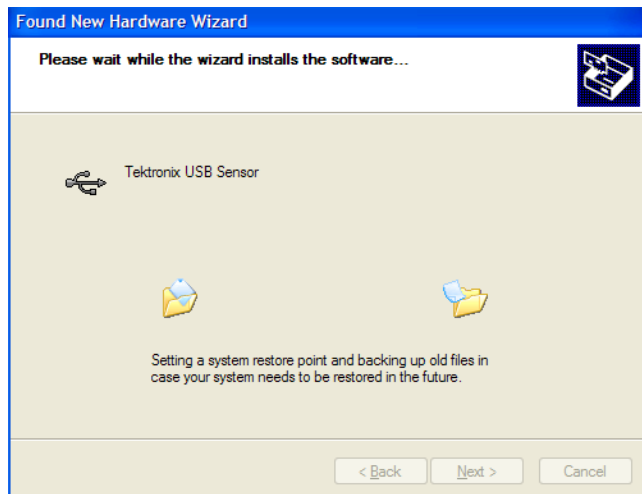 Found New Hardware Wizard
Please wait while the wizard installs the software...
Tektronix USB Sensor
Setting a system restore point and backing up old files in
case your system needs to be restored in the future.
< Back Next > Cancel